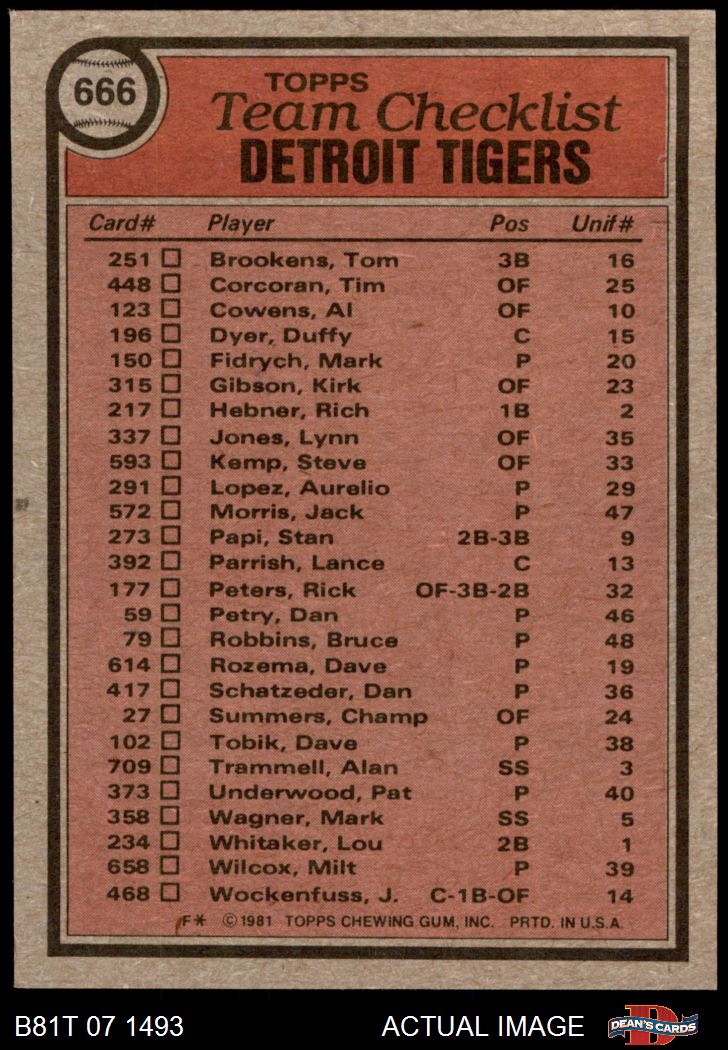 666
TOPPS
Team Checklist
DETROIT TIGERS
Card# Player Pos Unif#
251 Brookens, Tom 3B 16
448 Corcoran, Tim OF 25
123 Cowens, Al OF 10
196 Dyer, Duffy C 15
150 Fidrych, Mark P 20
315 Gibson, Kirk OF 23
217 Hebner, Rich 1B 2
337 Jones, Lynn OF 35
593 Kemp, Steve OF 33
291 Lopez, Aurelio P 29
572 Morris, Jack P 47
273 Papi, Stan 2B-3B 9
392 Parrish, Lance C 13
177 Peters, Rick OF-3B-2B 32
59 Petry, Dan P 46
79 Robbins, Bruce P 48
614 Rozema, Dave P 19
417 Schatzeder, Dan P 36
27 Summers, Champ OF 24
102 Tobik, Dave P 38
709 Trammell, Alan SS 3
373 Underwood, Pat P 40
358 Wagner, Mark SS 5
234 Whitaker, Lou 2B 1
658 Wilcox, Milt P 39
468 Wockenfuss, J. C-1B-OF 14
F* © 1981 TOPPS CHEWING GUM, INC. PRTD. IN U.S.A.
B81T 07 1493 ACTUAL IMAGE D DEAN'S CARDS